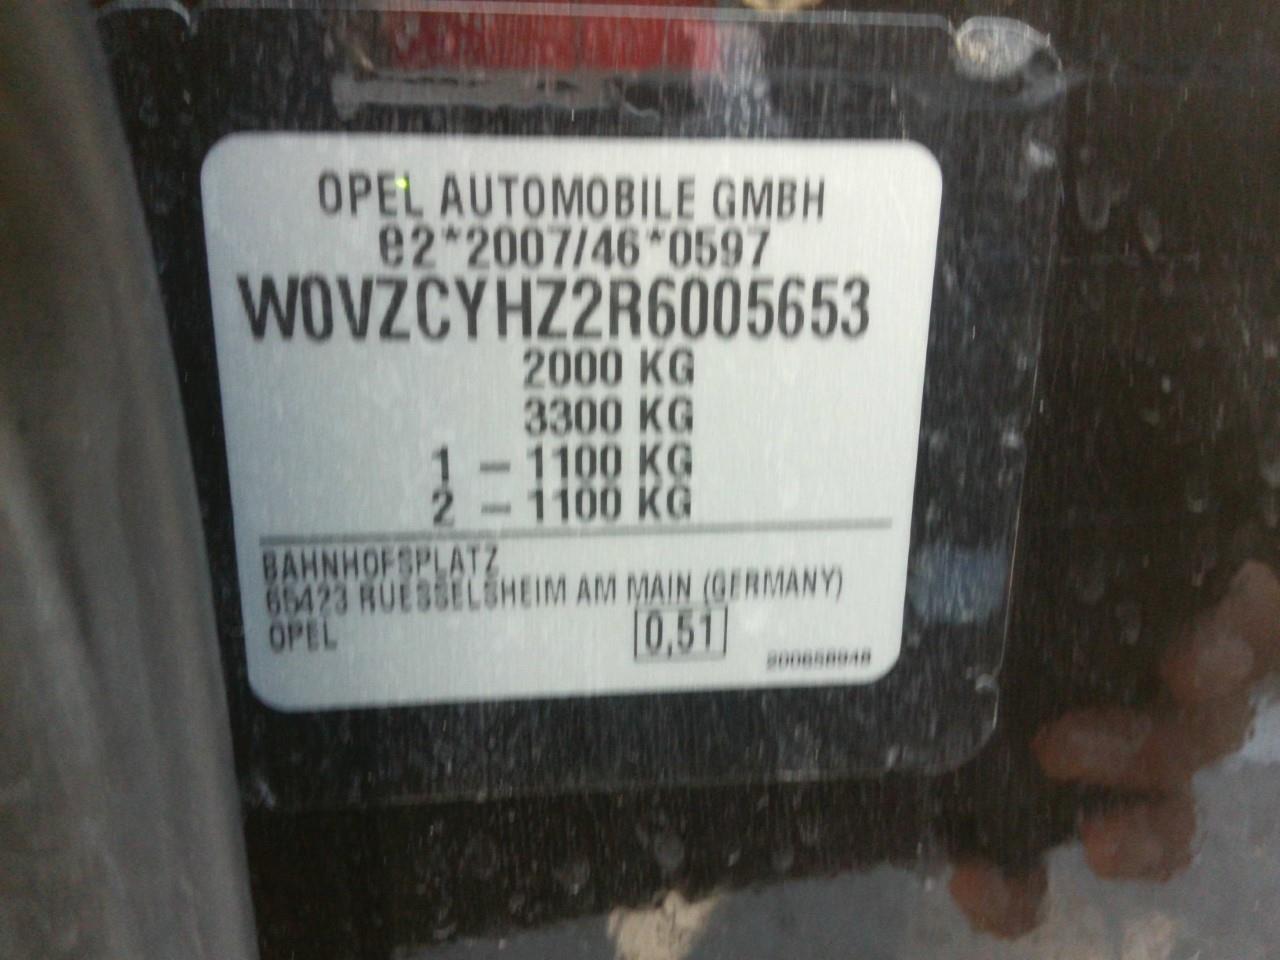 OPEL AUTOMOBILE GMBH
e2*2007/46*0597
W0VZCYHZ2R6005653
2000 KG
3300 KG
1 – 1100 KG
2 – 1100 KG
BAHNHOFSPLATZ
65423 RUESSELSHEIM AM MAIN (GERMANY)
OPEL
0,51